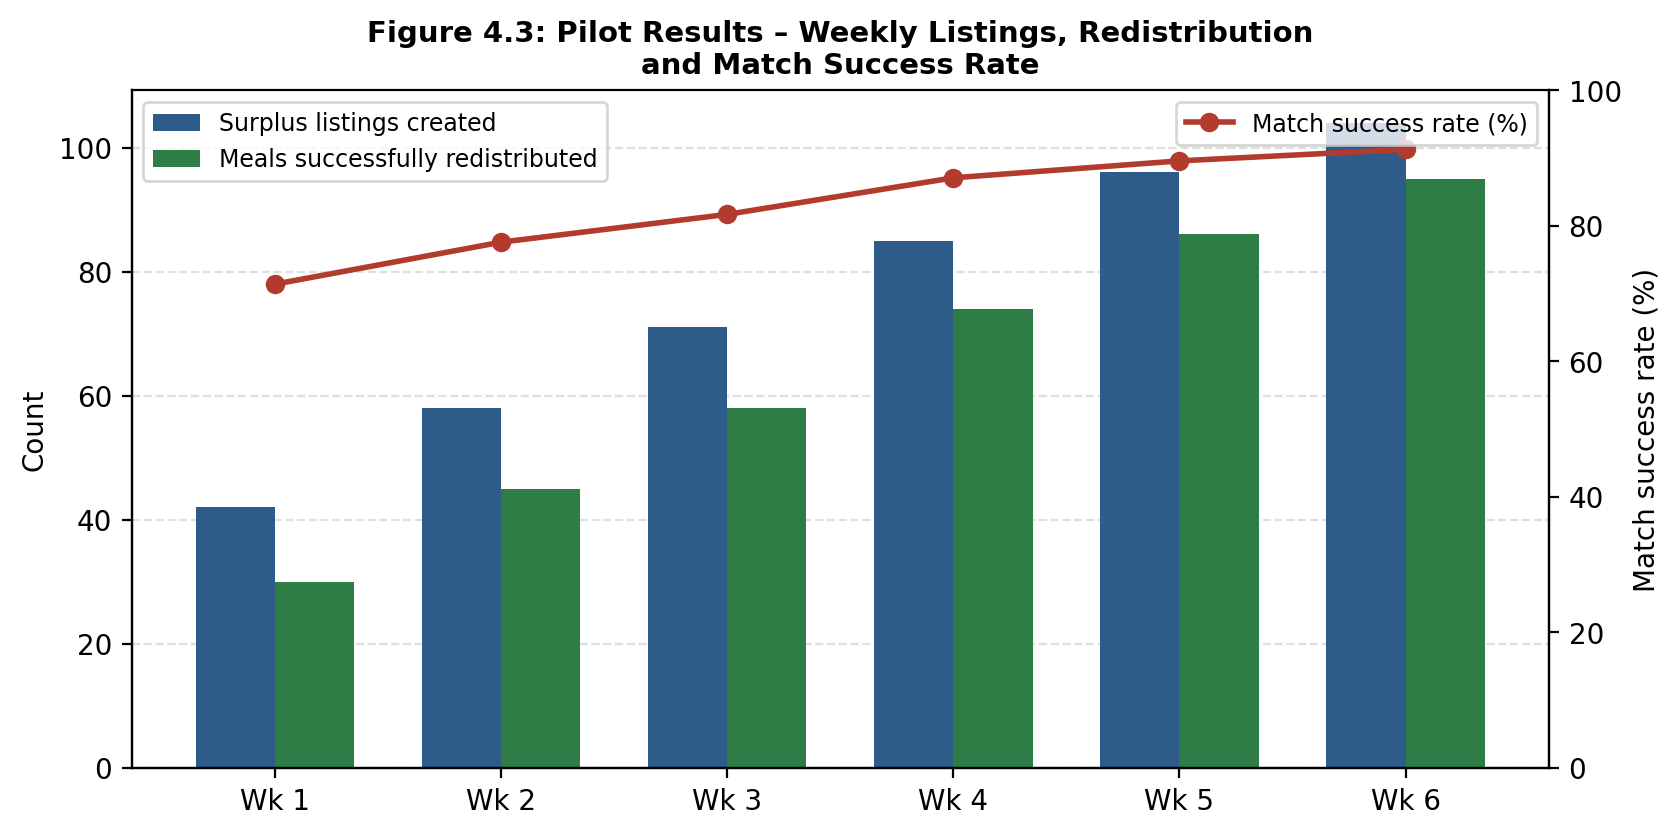 Figure 4.3: Pilot Results – Weekly Listings, Redistribution
and Match Success Rate
Surplus listings created
Meals successfully redistributed
Match success rate (%)
Count
100
80
60
40
20
0
Match success rate (%)
100
80
60
40
20
0
Wk 1
Wk 2
Wk 3
Wk 4
Wk 5
Wk 6